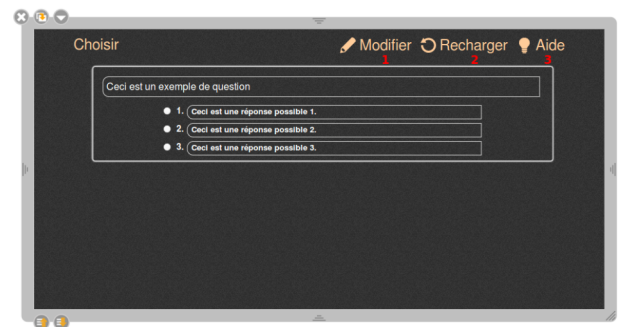 Choisir Modifier Recharger Aide
1 2 3
Ceci est un exemple de question
1. Ceci est une réponse possible 1.
2. Ceci est une réponse possible 2.
3. Ceci est une réponse possible 3.